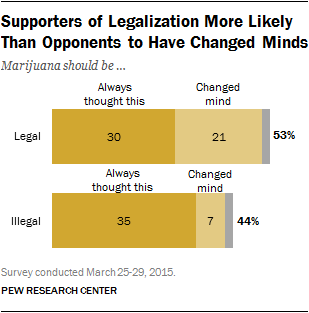 Supporters of Legalization More Likely
Than Opponents to Have Changed Minds
Marijuana should be ...
Always thought this
Changed mind
Legal 30 21 53%
Always thought this
Changed mind
Illegal 35 7 44%
Survey conducted March 25-29, 2015.
PEW RESEARCH CENTER